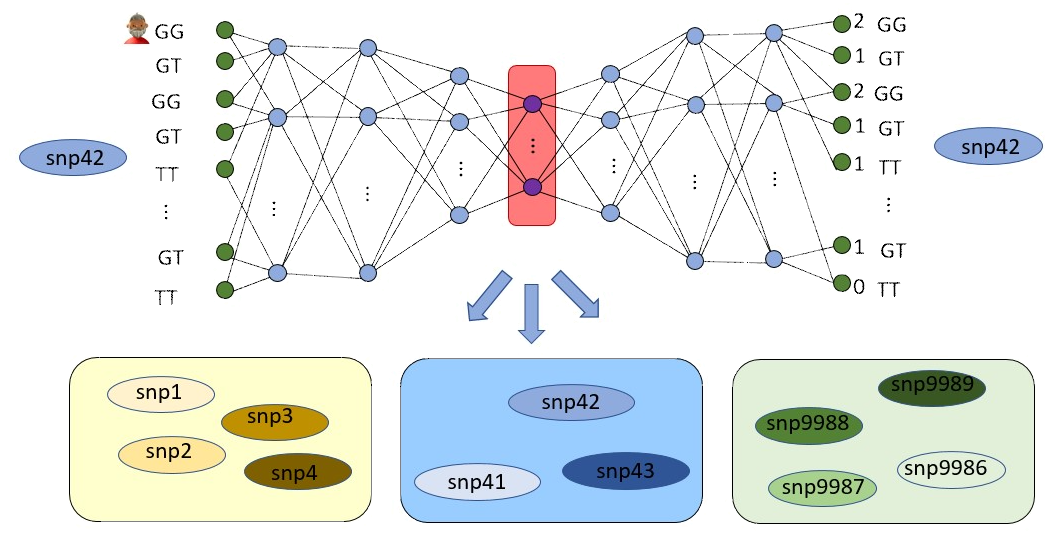 GG
GT
GG
GT
TT
⋮
GT
TT
snp42
⋮
⋮
⋮
⋮
⋮
⋮
⋮
2 GG
1 GT
2 GG
1 GT
1 TT
⋮
1 GT
0 TT
snp42
snp1
snp3
snp2
snp4
snp42
snp41
snp43
snp9989
snp9988
snp9986
snp9987